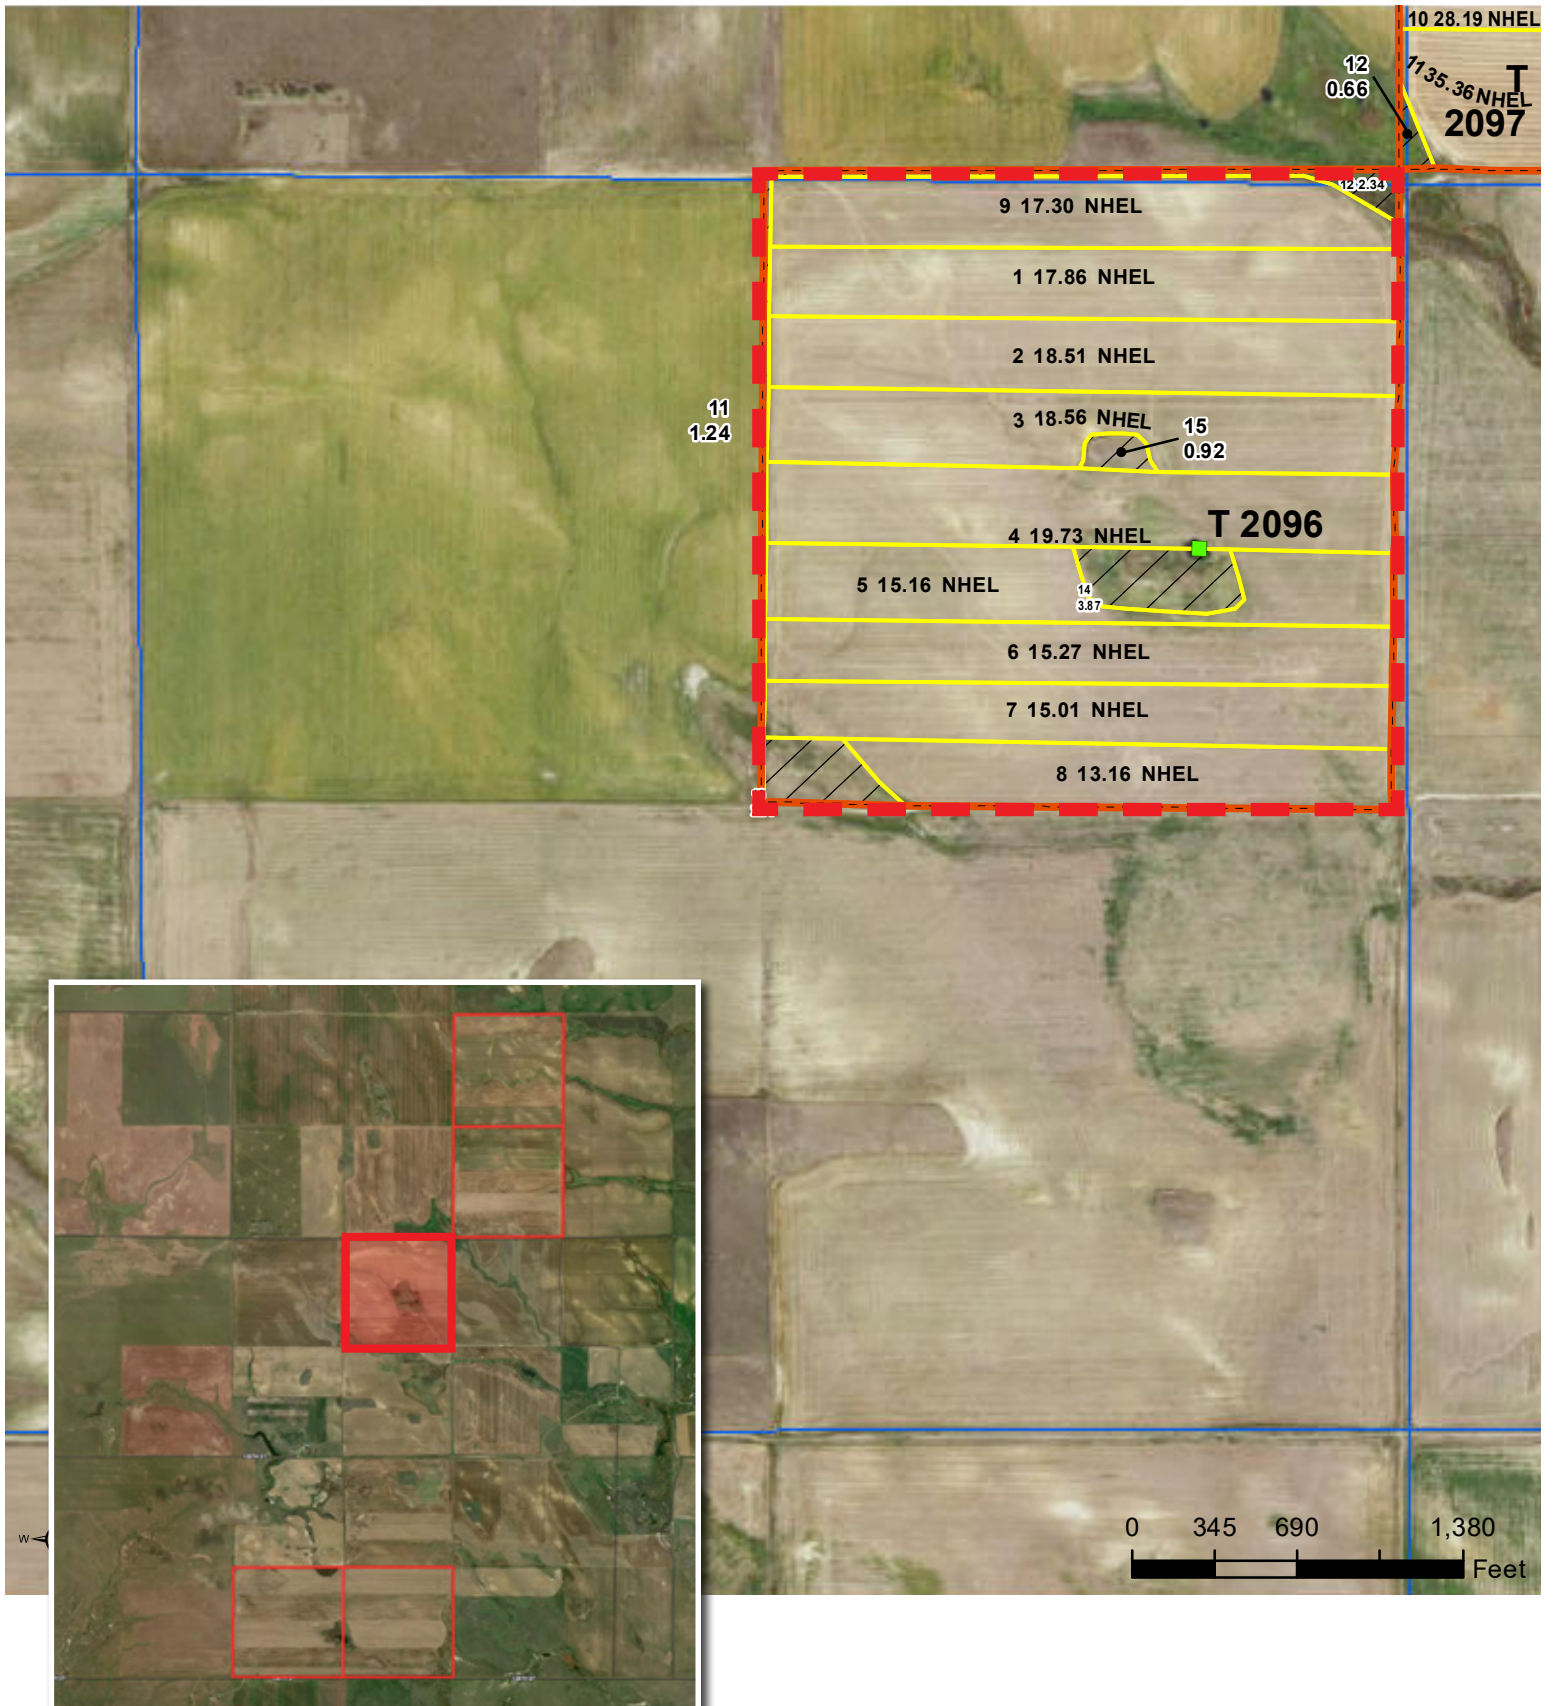 10 28.19 NHEL
12
0.66
11 35.36 NHEL
T
2097
12 2.34
9 17.30 NHEL
1 17.86 NHEL
2 18.51 NHEL
11
1.24
3 18.56 NHEL
15
0.92
T 2096
4 19.73 NHEL
5 15.16 NHEL
14
3.87
6 15.27 NHEL
7 15.01 NHEL
8 13.16 NHEL
W
0 345 690 1,380
Feet